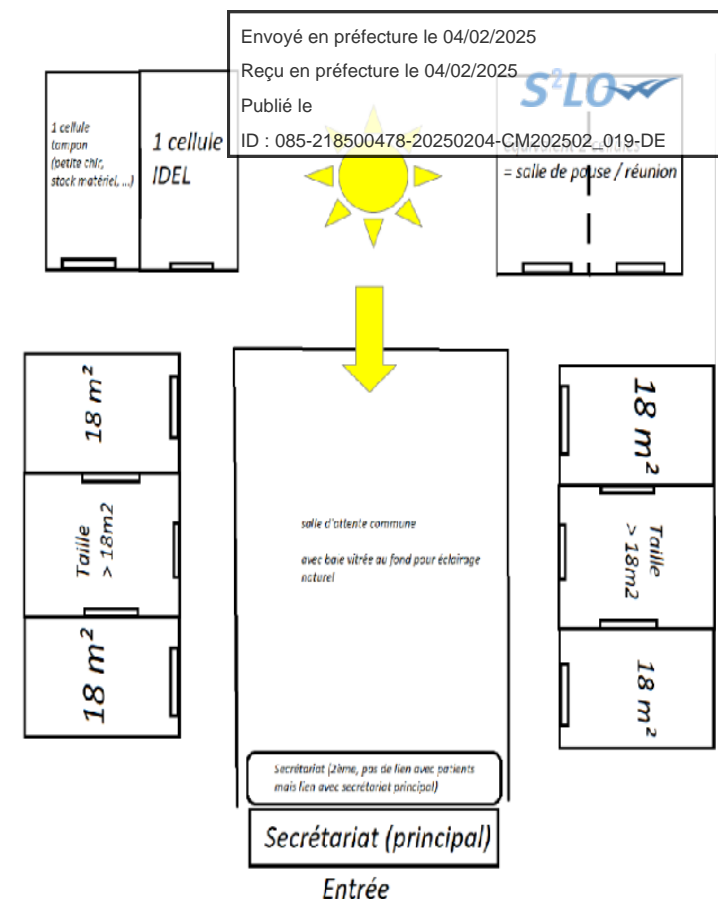 Envoyé en préfecture le 04/02/2025
Reçu en préfecture le 04/02/2025
Publié le
ID : 085-218500478-20250204-CM202502_019-DE
S²LO
1 cellule
tampon
(petite chir,
stock matériel, ...)
1 cellule
IDEL
équivalent 2 cellules
= salle de pause / réunion
18 m²
Taille
> 18m2
18 m²
salle d'attente commune
avec baie vitrée au fond pour éclairage
naturel
18 m²
Taille
> 18m2
18 m²
Secrétariat (2ème, pas de lien avec patients
mais lien avec secrétariat principal)
Secrétariat (principal)
Entrée